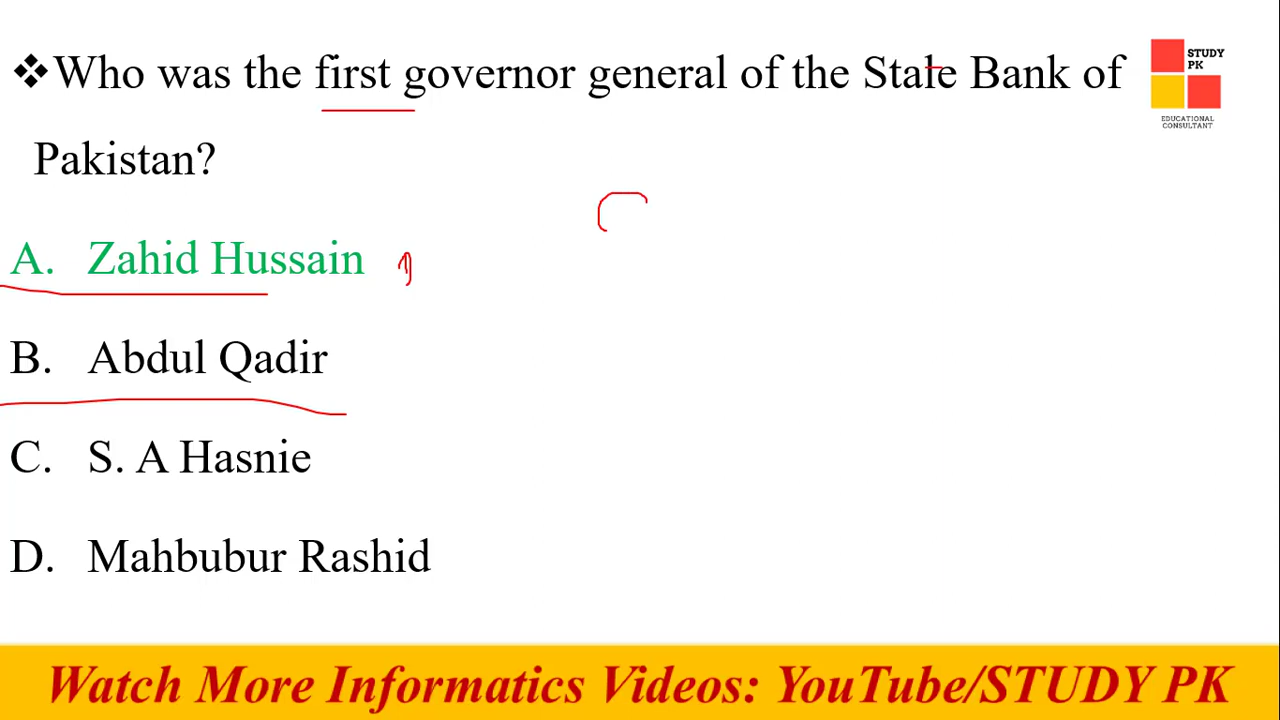 ❖Who was the first governor general of the State Bank of
Pakistan?
A. Zahid Hussain
B. Abdul Qadir
C. S. A Hasnie
D. Mahbubur Rashid
STUDY
PK
EDUCATIONAL
CONSULTANT
Watch More Informatics Videos: YouTube/STUDY PK